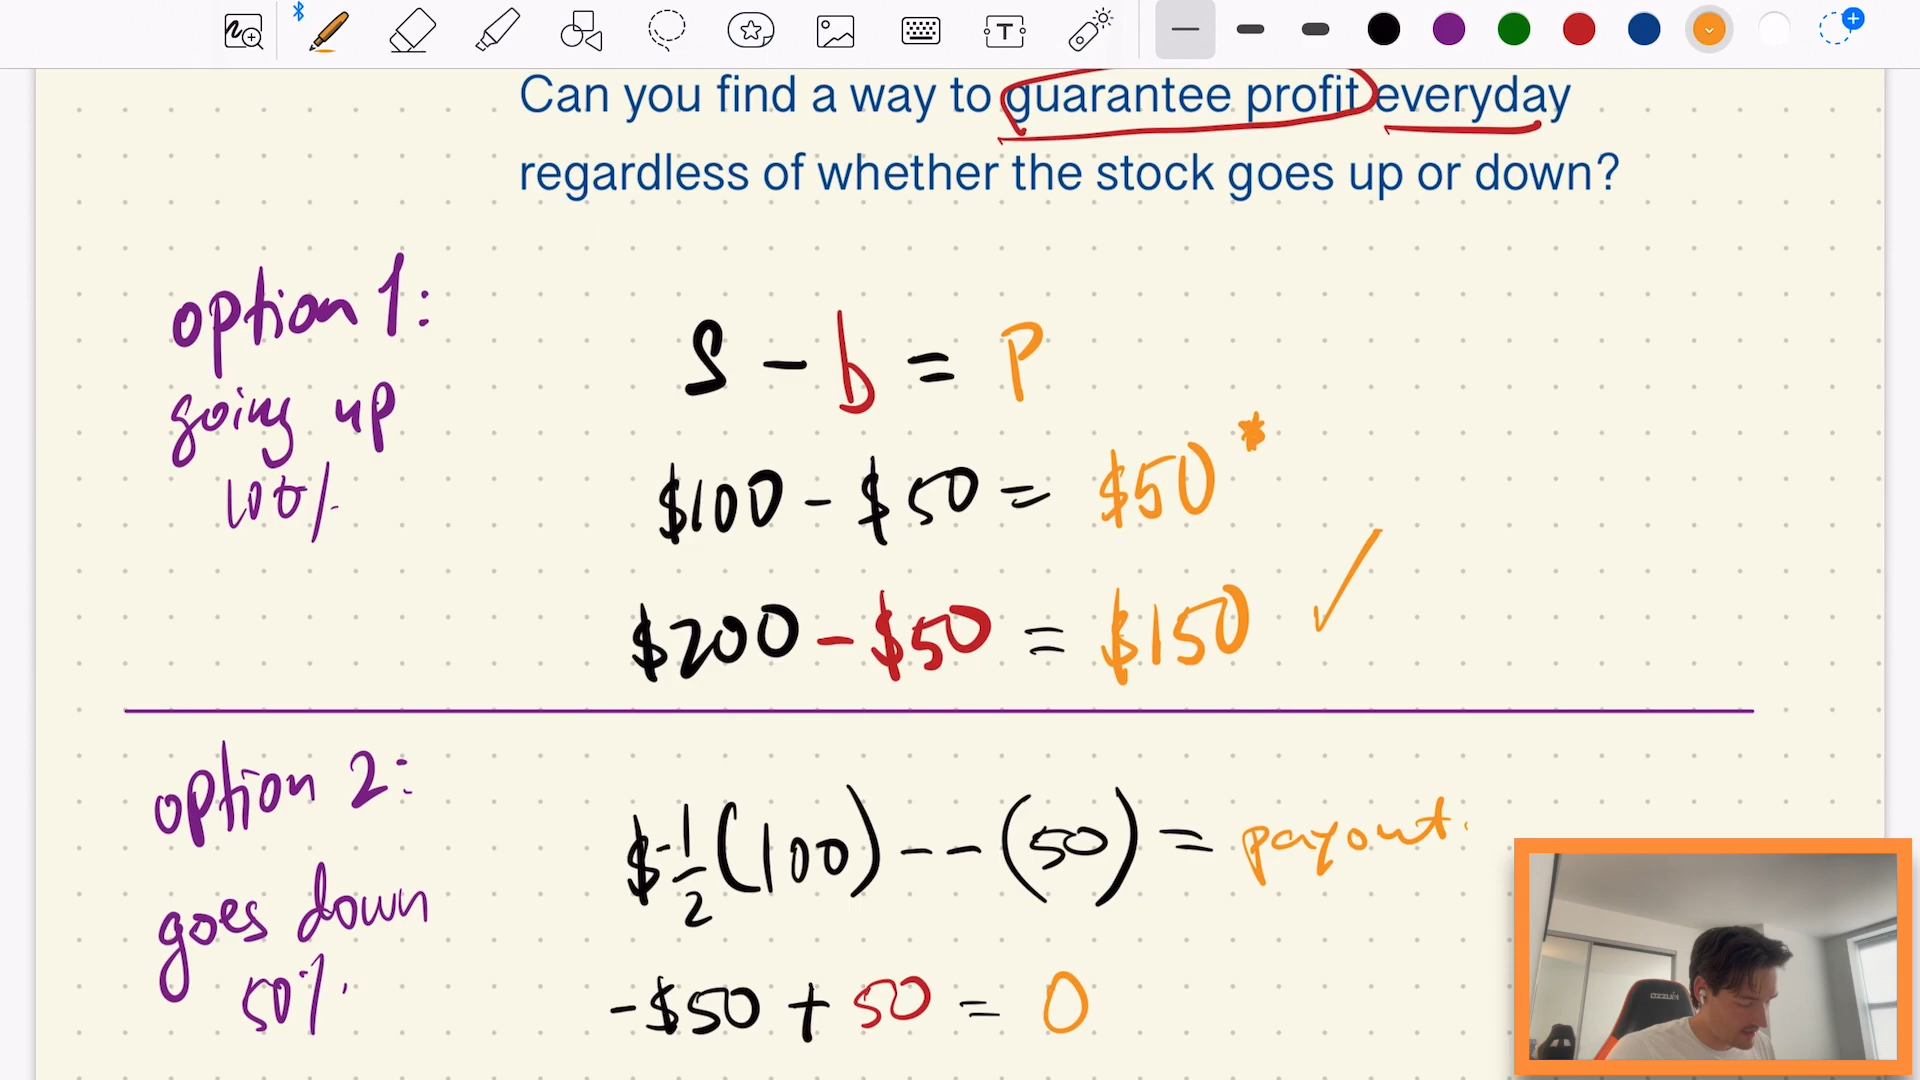 Can you find a way to guarantee profit everyday
regardless of whether the stock goes up or down?
option 1:
going up
100%
S - b = P
$100 - $50 = $50*
$200 - $50 = $150 ✓
option 2:
goes down
50%
$-1/2 (100) - - (50) = payout.
-$50 + 50 = 0